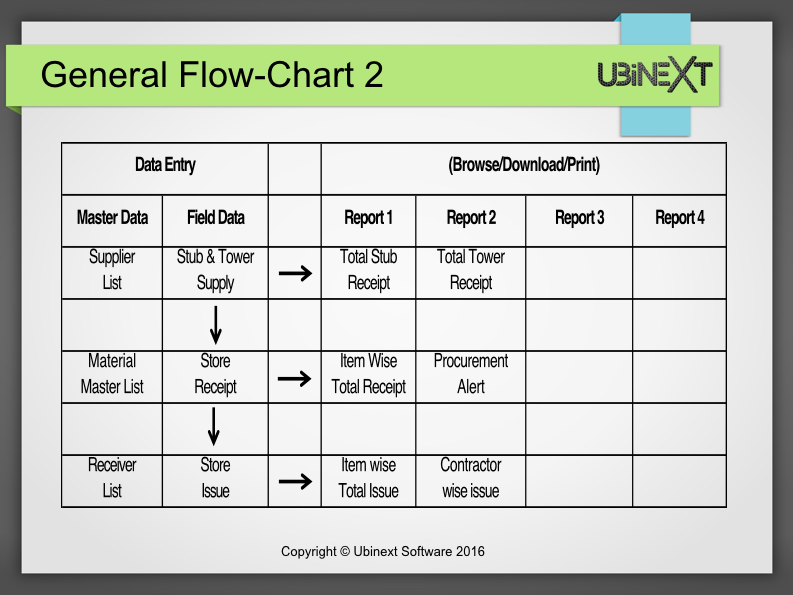 General Flow-Chart 2
UBiNEXT
Data Entry (Browse/Download/Print)
Master Data Field Data Report 1 Report 2 Report 3 Report 4
Supplier Stub & Tower Total Stub Total Tower
List Supply → Receipt Receipt
↓
Material Store Item Wise Procurement
Master List Receipt → Total Receipt Alert
↓
Receiver Store Item wise Contractor
List Issue → Total Issue wise issue
Copyright © Ubinext Software 2016